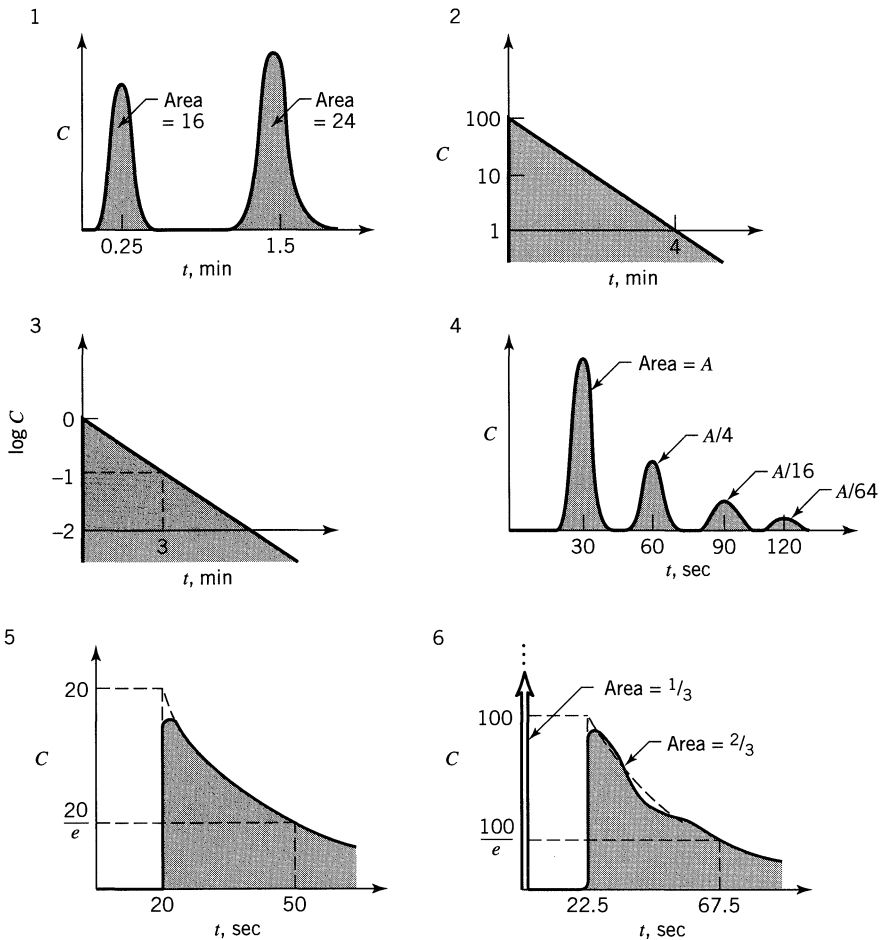 1
C
Area
= 16
Area
= 24
0.25
1.5
t, min
2
C
100
10
1
4
t, min
3
log C
0
−1
−2
3
t, min
4
C
Area = A
A/4
A/16
A/64
30
60
90
120
t, sec
5
C
20
20
e
20
50
t, sec
6
C
100
100
e
Area = 1/3
Area = 2/3
22.5
67.5
t, sec